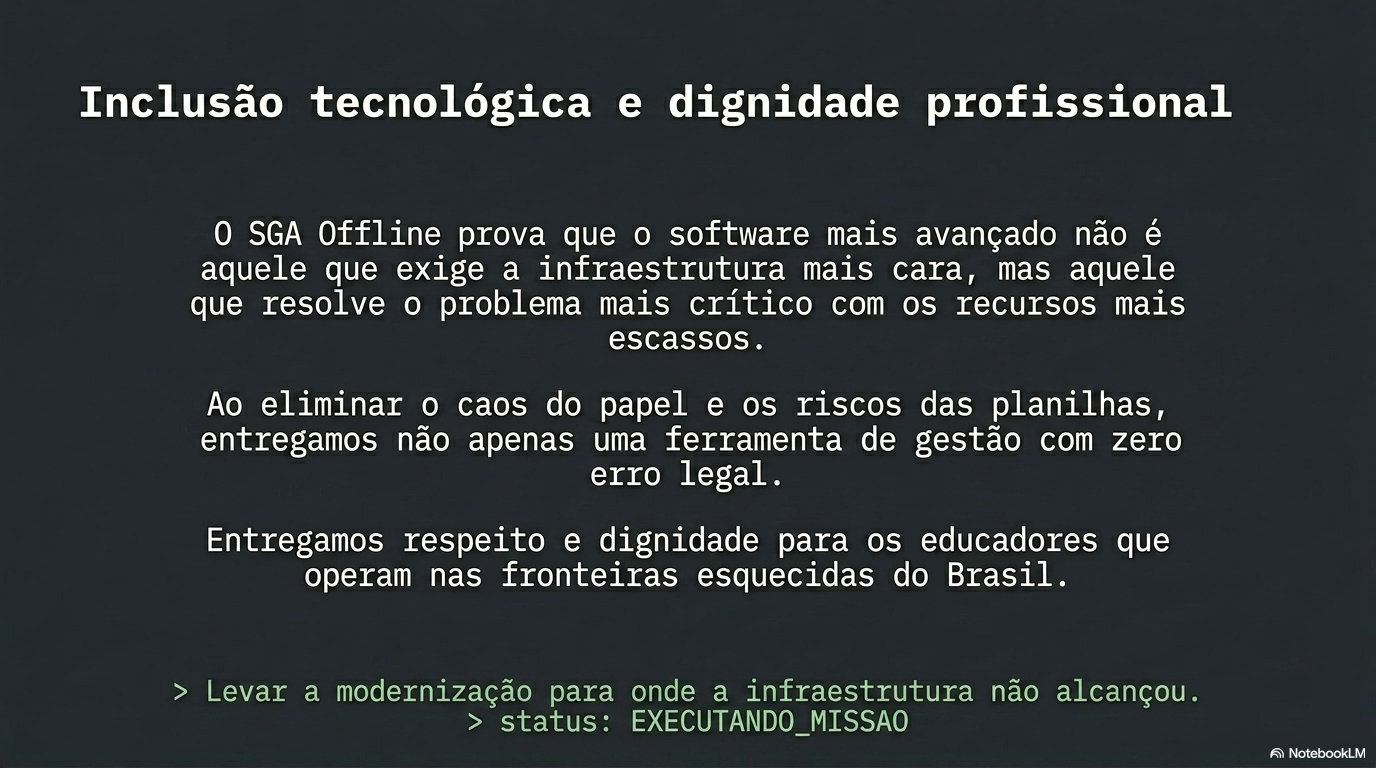 Inclusão tecnológica e dignidade profissional
O SGA Offline prova que o software mais avançado não é
aquele que exige a infraestrutura mais cara, mas aquele
que resolve o problema mais crítico com os recursos mais
escassos.
Ao eliminar o caos do papel e os riscos das planilhas,
entregamos não apenas uma ferramenta de gestão com zero
erro legal.
Entregamos respeito e dignidade para os educadores que
operam nas fronteiras esquecidas do Brasil.
> Levar a modernização para onde a infraestrutura não alcançou.
> status: EXECUTANDO_MISSAO
NotebookLM